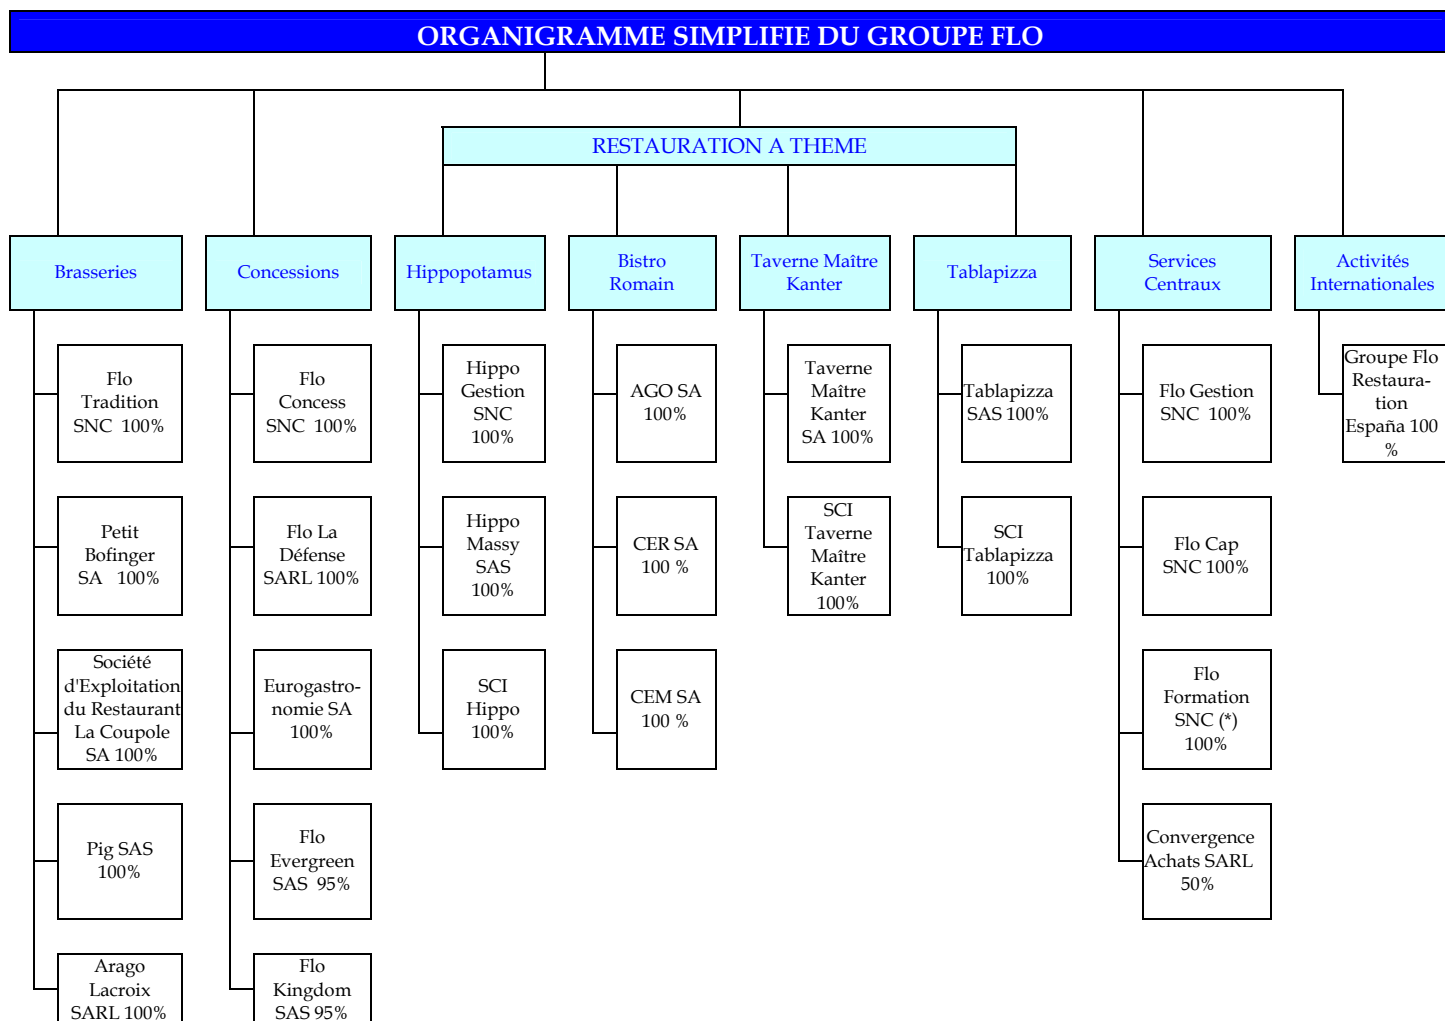 ORGANIGRAMME SIMPLIFIE DU GROUPE FLO
RESTAURATION A THEME
Brasseries
Concessions
Hippopotamus
Bistro
Romain
Taverne Maître
Kanter
Tablapizza
Services
Centraux
Activités
Internationales
Flo
Tradition
SNC 100%
Flo
Concess
SNC 100%
Hippo
Gestion
SNC
100%
AGO SA
100%
Taverne
Maître
Kanter
SA 100%
Tablapizza
SAS 100%
Flo Gestion
SNC 100%
Groupe Flo
Restaura-
tion
España 100
%
Petit
Bofinger
SA 100%
Flo La
Défense
SARL 100%
Hippo
Massy
SAS
100%
CER SA
100 %
SCI
Taverne
Maître
Kanter
100%
SCI
Tablapizza
100%
Flo Cap
SNC 100%
Société
d'Exploitation
du Restaurant
La Coupole
SA 100%
Eurogastro-
nomie SA
100%
SCI
Hippo
100%
CEM SA
100 %
Flo
Formation
SNC (*)
100%
Pig SAS
100%
Flo
Evergreen
SAS 95%
Convergence
Achats SARL
50%
Arago
Lacroix
SARL 100%
Flo
Kingdom
SAS 95%